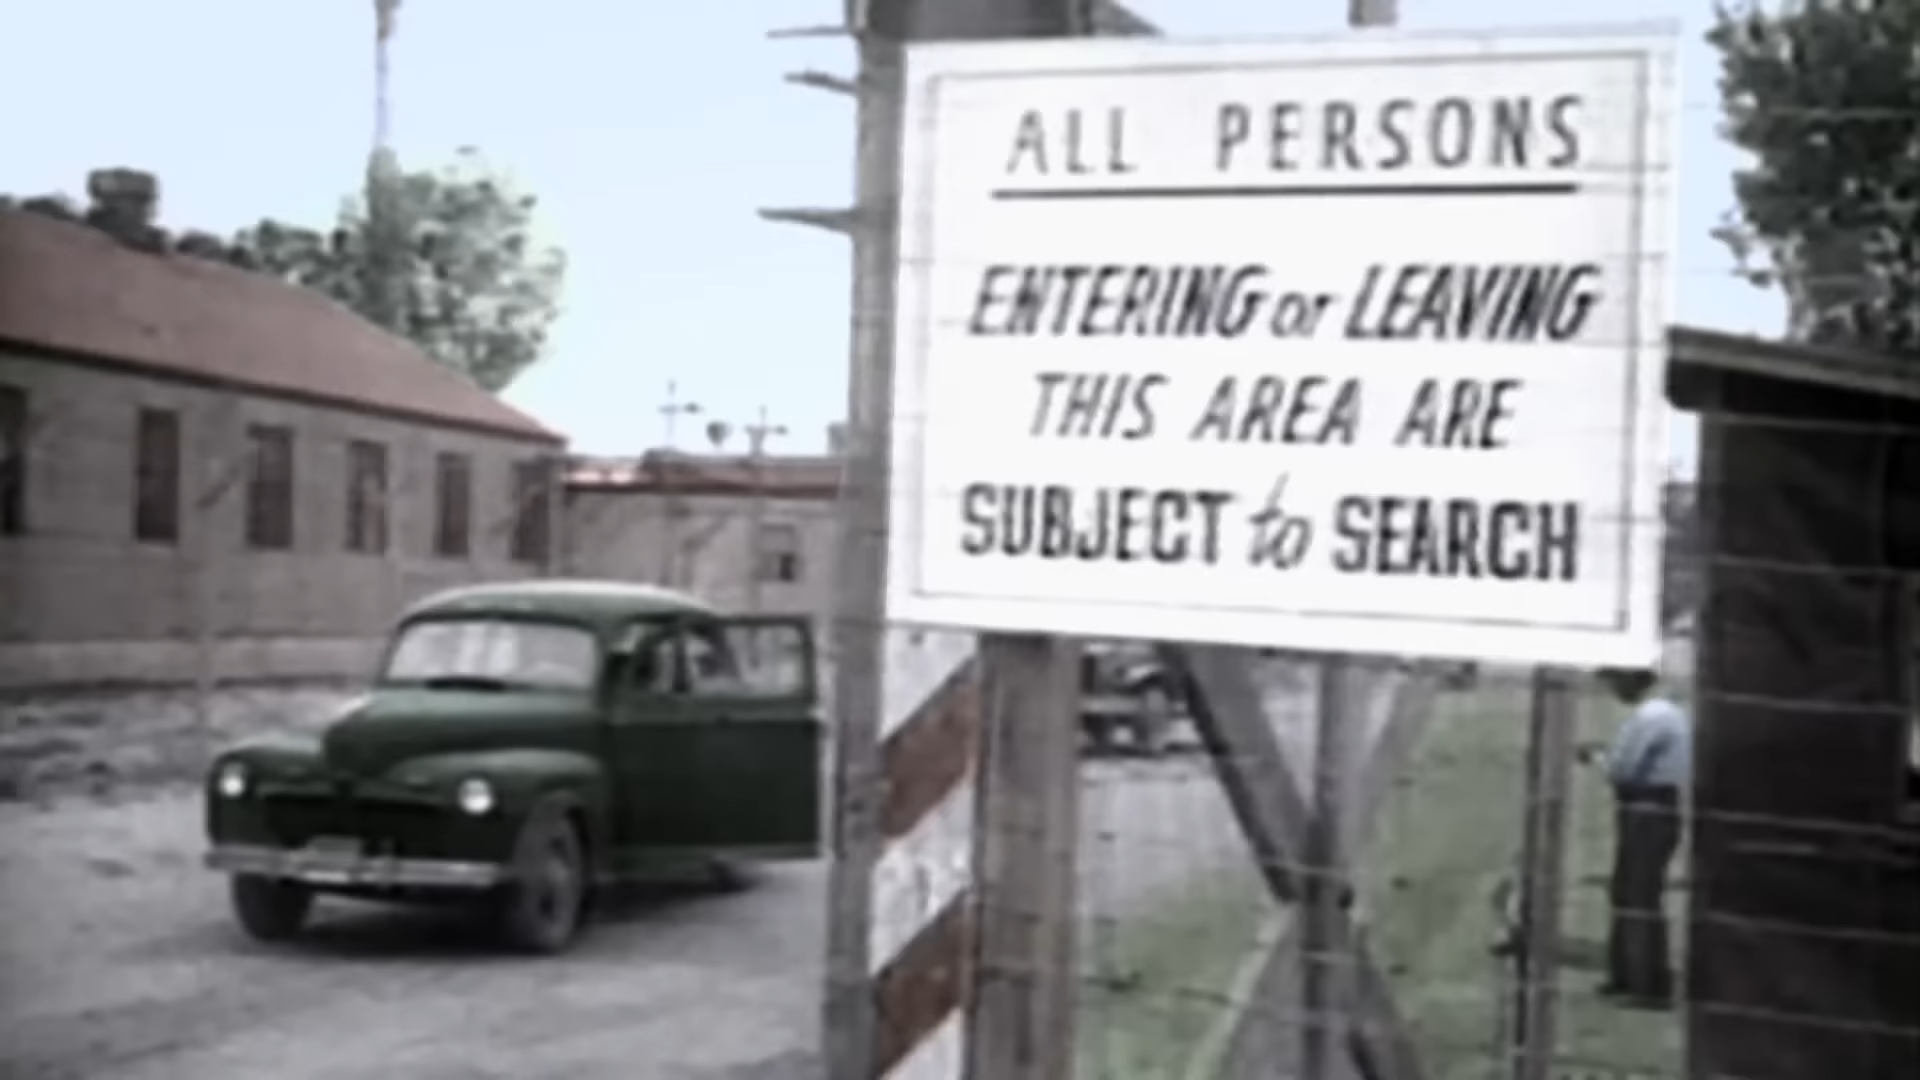 ALL PERSONS
ENTERING or LEAVING
THIS AREA ARE
SUBJECT to SEARCH